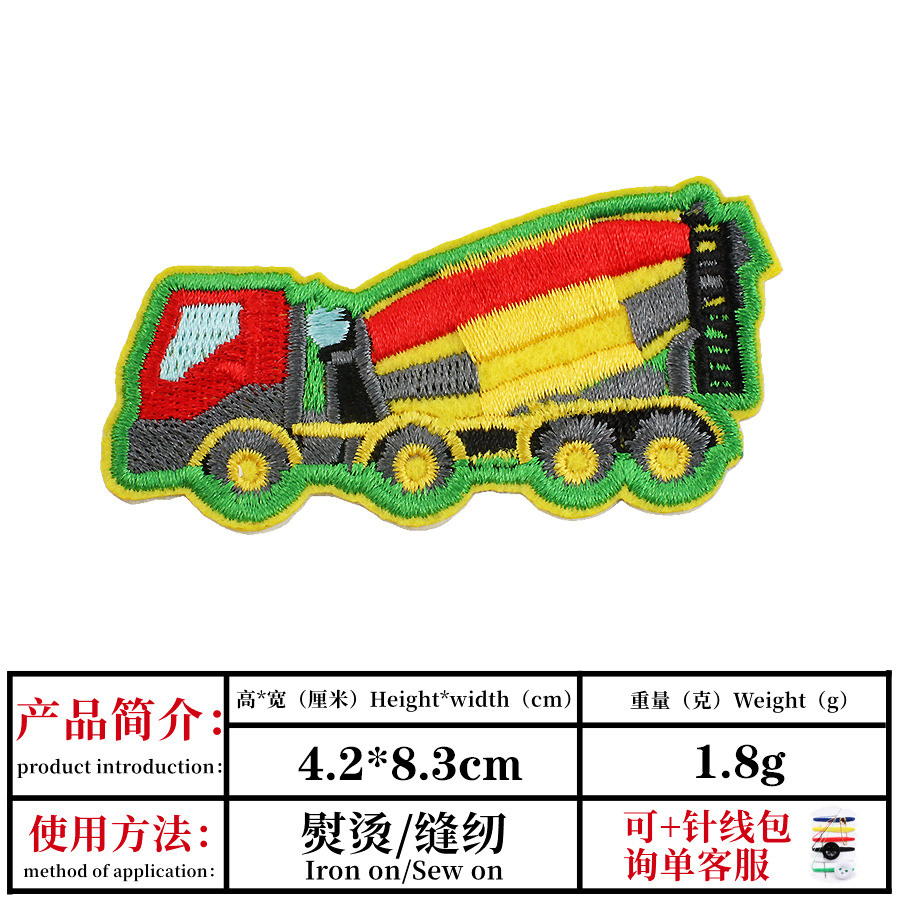 产品简介：
product introduction：
高*宽（厘米）Height*width（cm）
重量（克）Weight（g）
4.2*8.3cm
1.8g
使用方法：
method of application：
熨烫/缝纫
Iron on/Sew on
可+针线包
询单客服